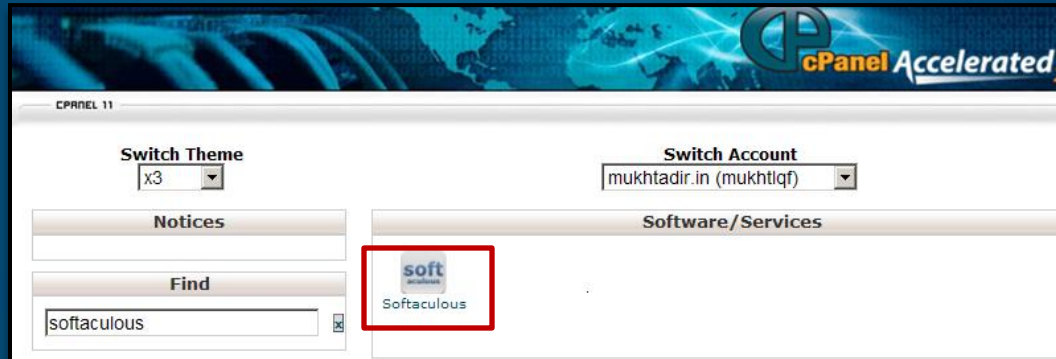 cPanel Accelerated
CPANEL 11
Switch Theme
x3
Switch Account
mukhtadir.in (mukhtlqf)
Notices
Software/Services
soft
aculous
Softaculous
Find
softaculous
x